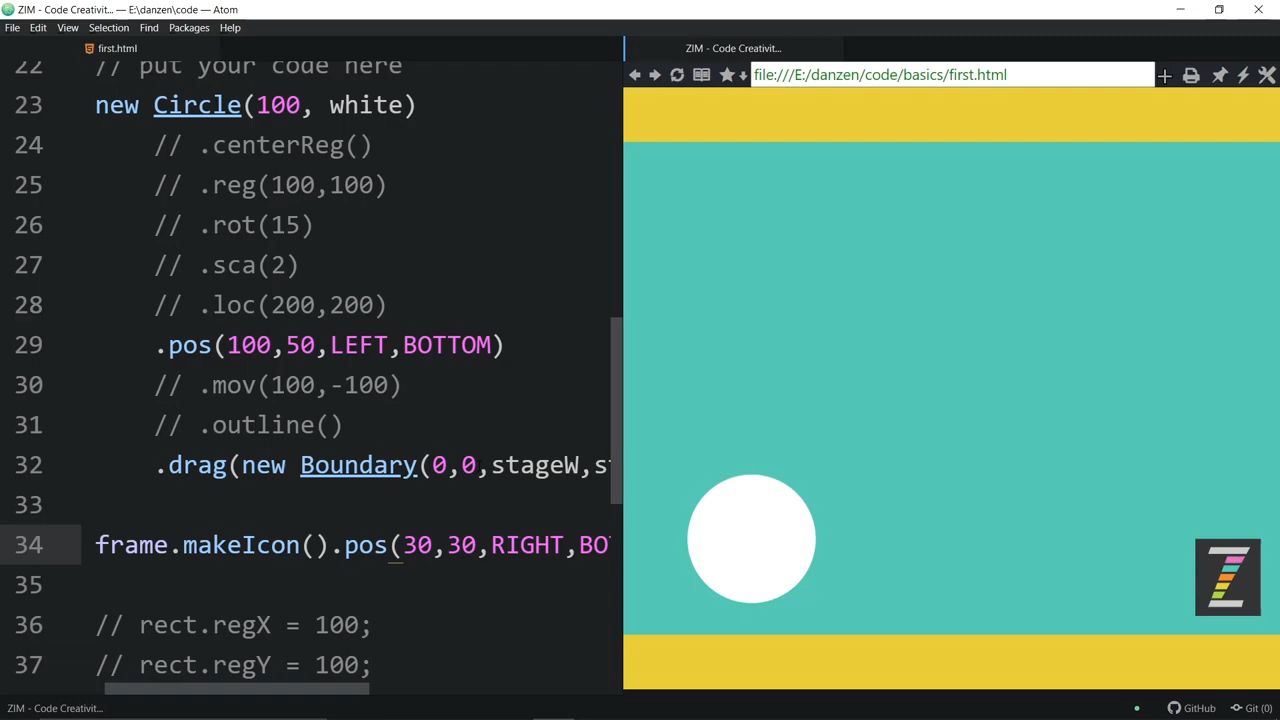 ZIM - Code Creativit... — E:\danzen\code — Atom
File Edit View Selection Find Packages Help
first.html
ZIM - Code Creativit...
file:///E:/danzen/code/basics/first.html
22 // put your code here
23 new Circle(100, white)
24 // .centerReg()
25 // .reg(100,100)
26 // .rot(15)
27 // .sca(2)
28 // .loc(200,200)
29 .pos(100,50,LEFT,BOTTOM)
30 // .mov(100,-100)
31 // .outline()
32 .drag(new Boundary(0,0,stageW,st
33
34 frame.makeIcon().pos(30,30,RIGHT,BOT
35
36 // rect.regX = 100;
37 // rect.regY = 100;
ZIM - Code Creativit...
GitHub Git (0)